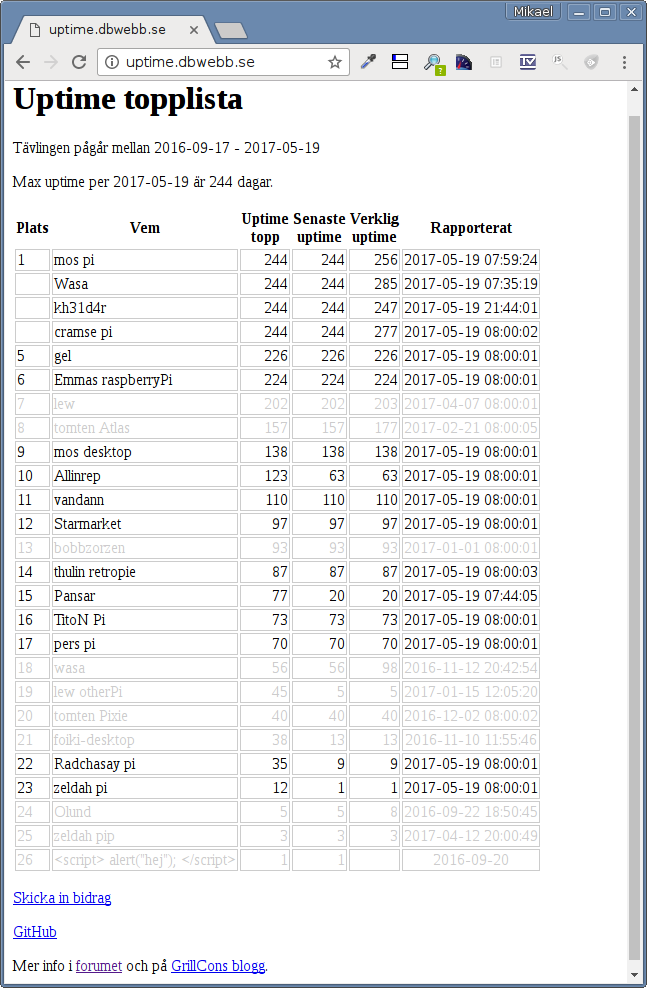 Mikael
uptime.dbwebb.se
uptime.dbwebb.se
Uptime topplista
Tävlingen pågår mellan 2016-09-17 - 2017-05-19
Max uptime per 2017-05-19 är 244 dagar.
Plats Vem Uptime topp Senaste uptime Verklig uptime Rapporterat
1 mos pi 244 244 256 2017-05-19 07:59:24
Wasa 244 244 285 2017-05-19 07:35:19
kh31d4r 244 244 247 2017-05-19 21:44:01
cramse pi 244 244 277 2017-05-19 08:00:02
5 gel 226 226 226 2017-05-19 08:00:01
6 Emmas raspberryPi 224 224 224 2017-05-19 08:00:01
7 lew 202 202 203 2017-04-07 08:00:01
8 tomten Atlas 157 157 177 2017-02-21 08:00:05
9 mos desktop 138 138 138 2017-05-19 08:00:01
10 Allinrep 123 63 63 2017-05-19 08:00:01
11 vandann 110 110 110 2017-05-19 08:00:01
12 Starmarket 97 97 97 2017-05-19 08:00:01
13 bobbzorzen 93 93 93 2017-01-01 08:00:01
14 thulin retropie 87 87 87 2017-05-19 08:00:03
15 Pansar 77 20 20 2017-05-19 07:44:05
16 TitoN Pi 73 73 73 2017-05-19 08:00:01
17 pers pi 70 70 70 2017-05-19 08:00:01
18 wasa 56 56 98 2016-11-12 20:42:54
19 lew otherPi 45 5 5 2017-01-15 12:05:20
20 tomten Pixie 40 40 40 2016-12-02 08:00:02
21 foiki-desktop 38 13 13 2016-11-10 11:55:46
22 Radchasay pi 35 9 9 2017-05-19 08:00:01
23 zeldah pi 12 1 1 2017-05-19 08:00:01
24 Olund 5 5 8 2016-09-22 18:50:45
25 zeldah pip 3 3 3 2017-04-12 20:00:49
26 <script> alert("hej"); </script> 1 1 2016-09-20
Skicka in bidrag
GitHub
Mer info i forumet och på GrillCons blogg.